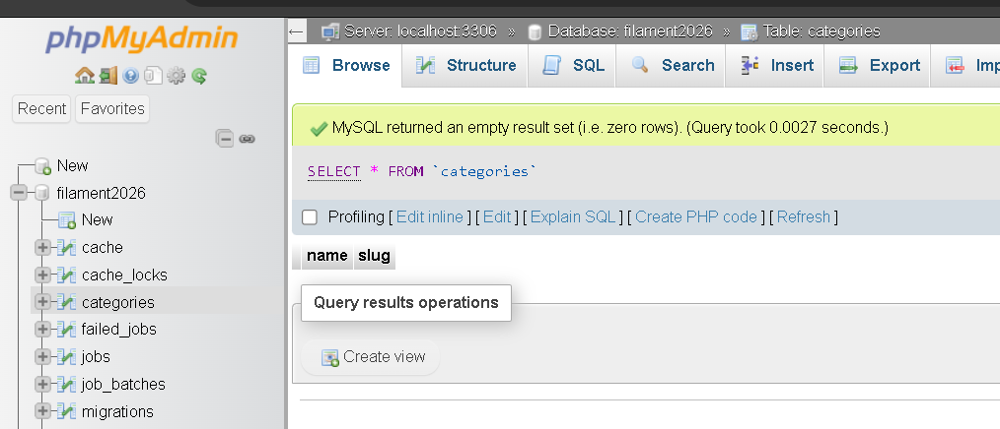 phpMyAdmin
Recent Favorites
New
filament2026
New
cache
cache_locks
categories
failed_jobs
jobs
job_batches
migrations
Server: localhost:3306 » Database: filament2026 » Table: categories
Browse Structure SQL Search Insert Export Imp
MySQL returned an empty result set (i.e. zero rows). (Query took 0.0027 seconds.)
SELECT * FROM `categories`
Profiling [ Edit inline ] [ Edit ] [ Explain SQL ] [ Create PHP code ] [ Refresh ]
name slug
Query results operations
Create view